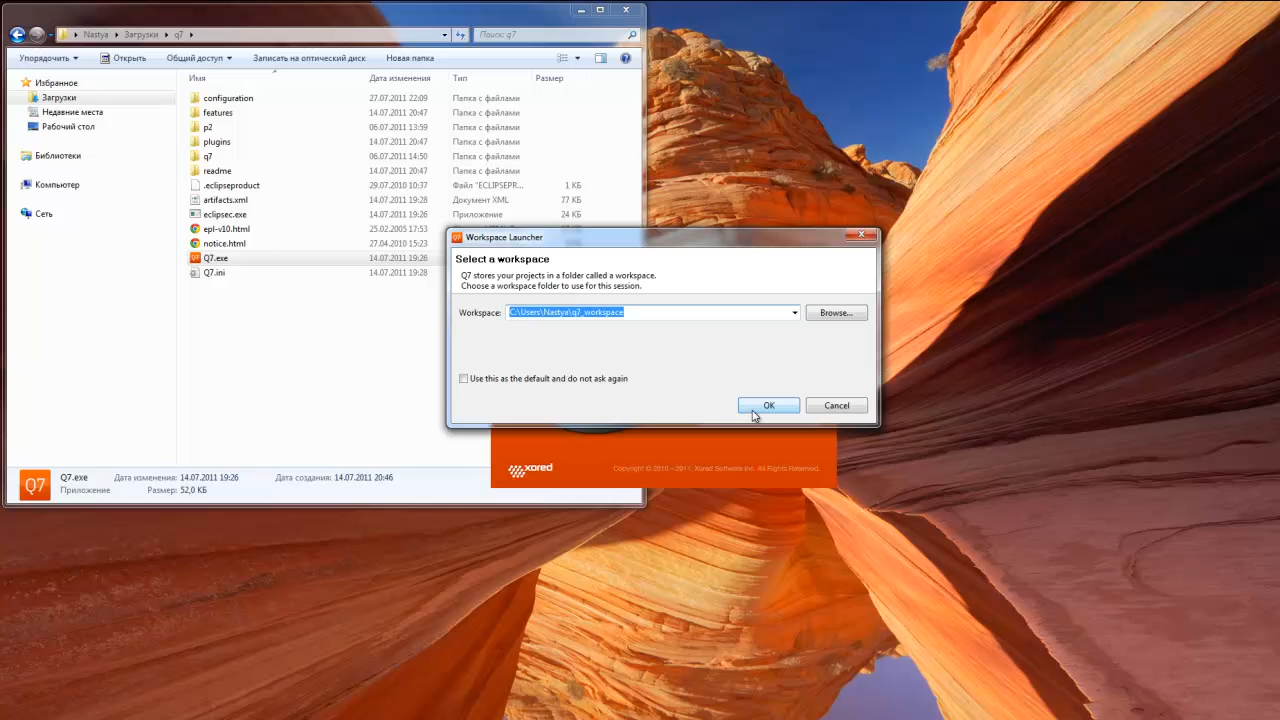 Nastya Загрузки q7 Поиск: q7
Упорядочить Открыть Общий доступ Записать на оптический диск Новая папка
Избранное
Загрузки
Недавние места
Рабочий стол
Библиотеки
Компьютер
Сеть
Имя Дата изменения Тип Размер
configuration 27.07.2011 22:09 Папка с файлами
features 14.07.2011 20:47 Папка с файлами
p2 06.07.2011 13:59 Папка с файлами
plugins 14.07.2011 20:47 Папка с файлами
q7 06.07.2011 14:50 Папка с файлами
readme 14.07.2011 20:47 Папка с файлами
.eclipseproduct 29.07.2010 10:37 Файл "ECLIPSEPR... 1 КБ
artifacts.xml 14.07.2011 19:28 Документ XML 77 КБ
eclipsec.exe 14.07.2011 19:26 Приложение 24 КБ
epl-v10.html 25.02.2005 17:53
notice.html 27.04.2010 15:23
Q7.exe 14.07.2011 19:26
Q7.ini 14.07.2011 19:28
Workspace Launcher
Select a workspace
Q7 stores your projects in a folder called a workspace.
Choose a workspace folder to use for this session.
Workspace: C:\Users\Nastya\q7_workspace Browse...
Use this as the default and do not ask again
OK Cancel
xored Copyright © 2010 - 2011, Xored Software Inc. All Rights Reserved.
Q7 Q7.exe Дата изменения: 14.07.2011 19:26 Дата создания: 14.07.2011 20:46
Приложение Размер: 52,0 КБ